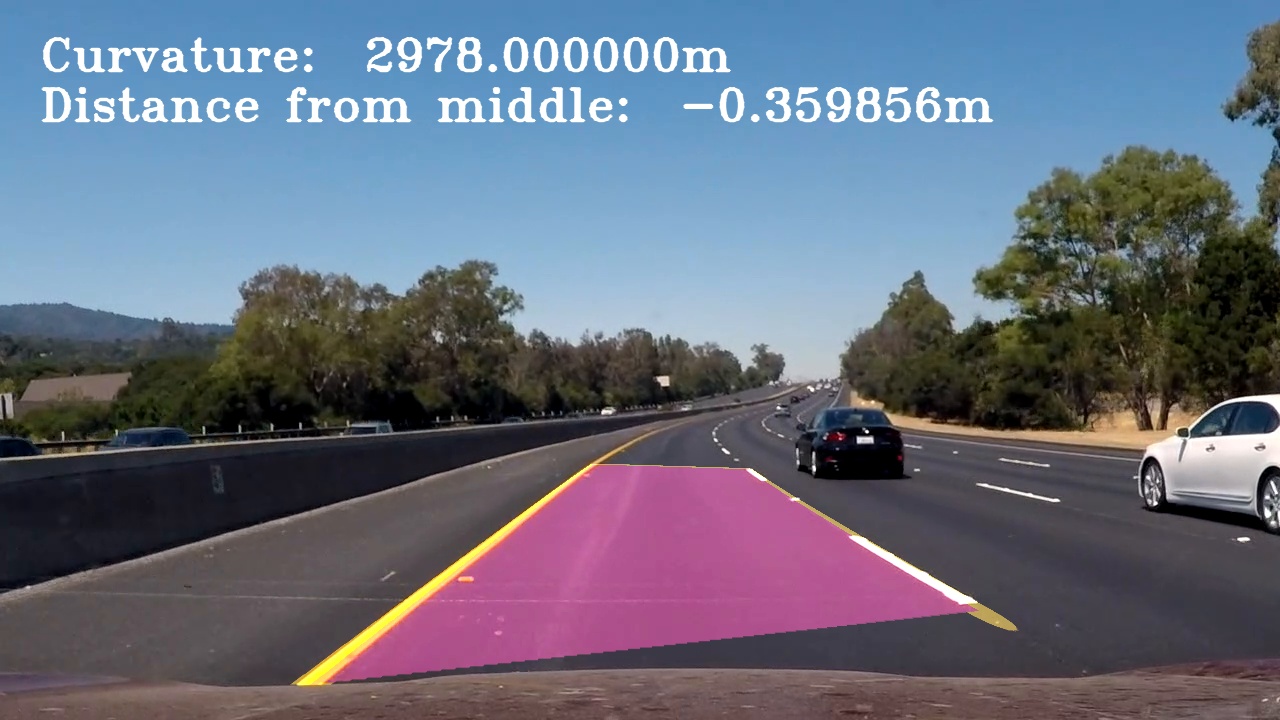 Curvature: 2978.000000m
Distance from middle: −0.359856m